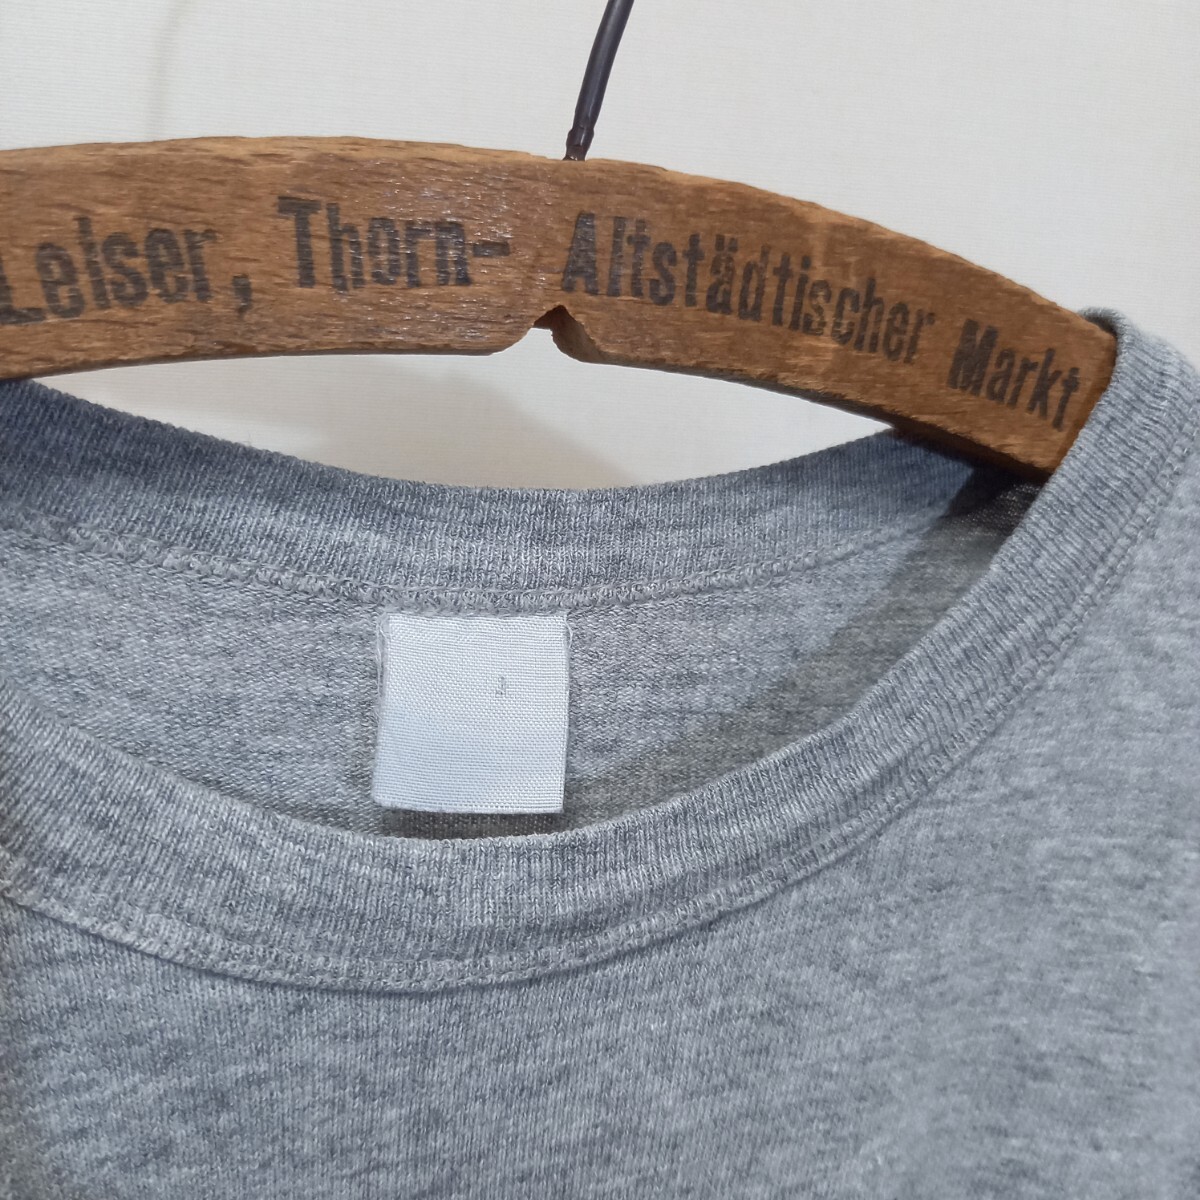 Leiser, Thorn- Altstädtischer Markt